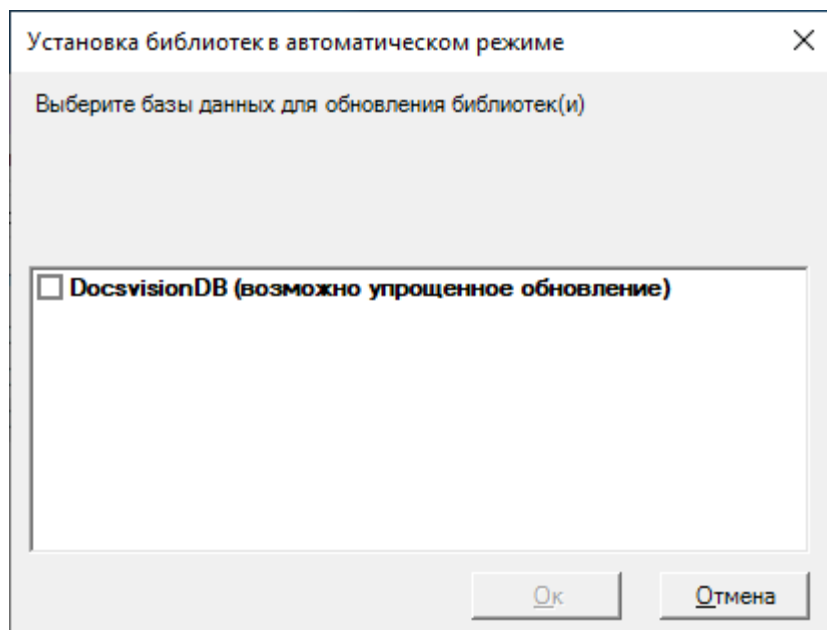 Установка библиотек в автоматическом режиме
Выберите базы данных для обновления библиотек(и)
DocsvisionDB (возможно упрощенное обновление)
Ок
Отмена